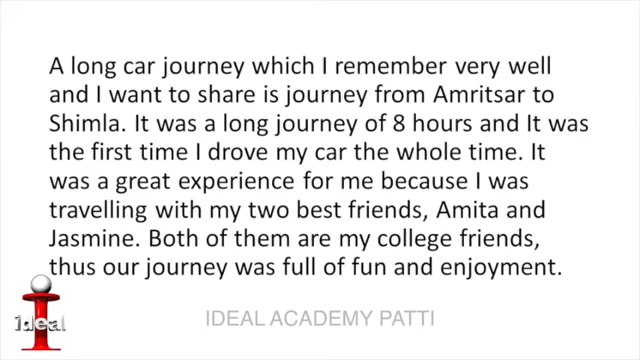 A long car journey which I remember very well
and I want to share is journey from Amritsar to
Shimla. It was a long journey of 8 hours and It was
the first time I drove my car the whole time. It
was a great experience for me because I was
travelling with my two best friends, Amita and
Jasmine. Both of them are my college friends,
thus our journey was full of fun and enjoyment.
ideal
IDEAL ACADEMY PATTI